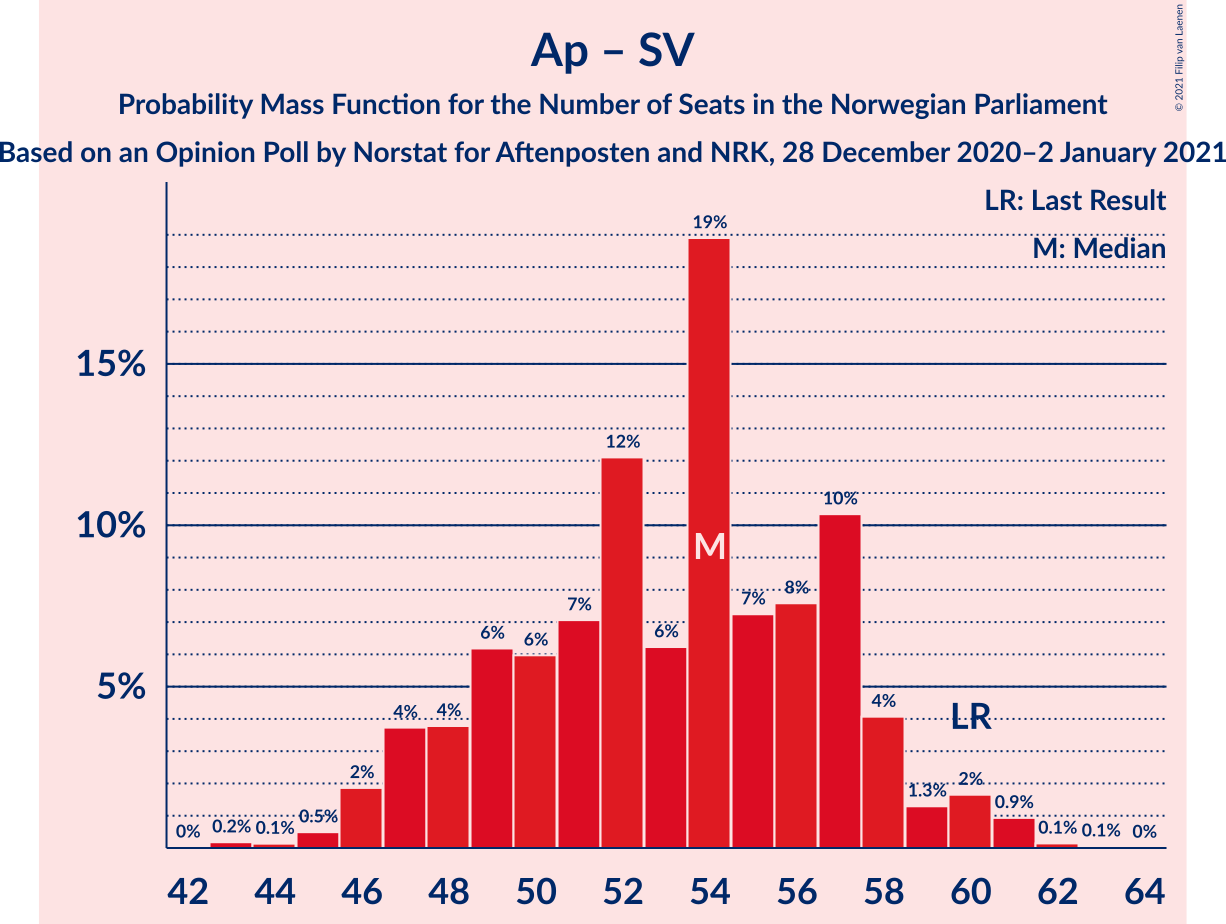 Ap – SV
Probability Mass Function for the Number of Seats in the Norwegian Parliament
Based on an Opinion Poll by Norstat for Aftenposten and NRK, 28 December 2020–2 January 2021
© 2021 Filip van Laenen
LR: Last Result
M: Median
15%
10%
5%
0%
0.2%
0.1%
0.5%
2%
4%
4%
6%
6%
7%
12%
6%
19%
M
7%
8%
10%
4%
1.3%
LR
2%
0.9%
0.1%
0.1%
0%
42 44 46 48 50 52 54 56 58 60 62 64